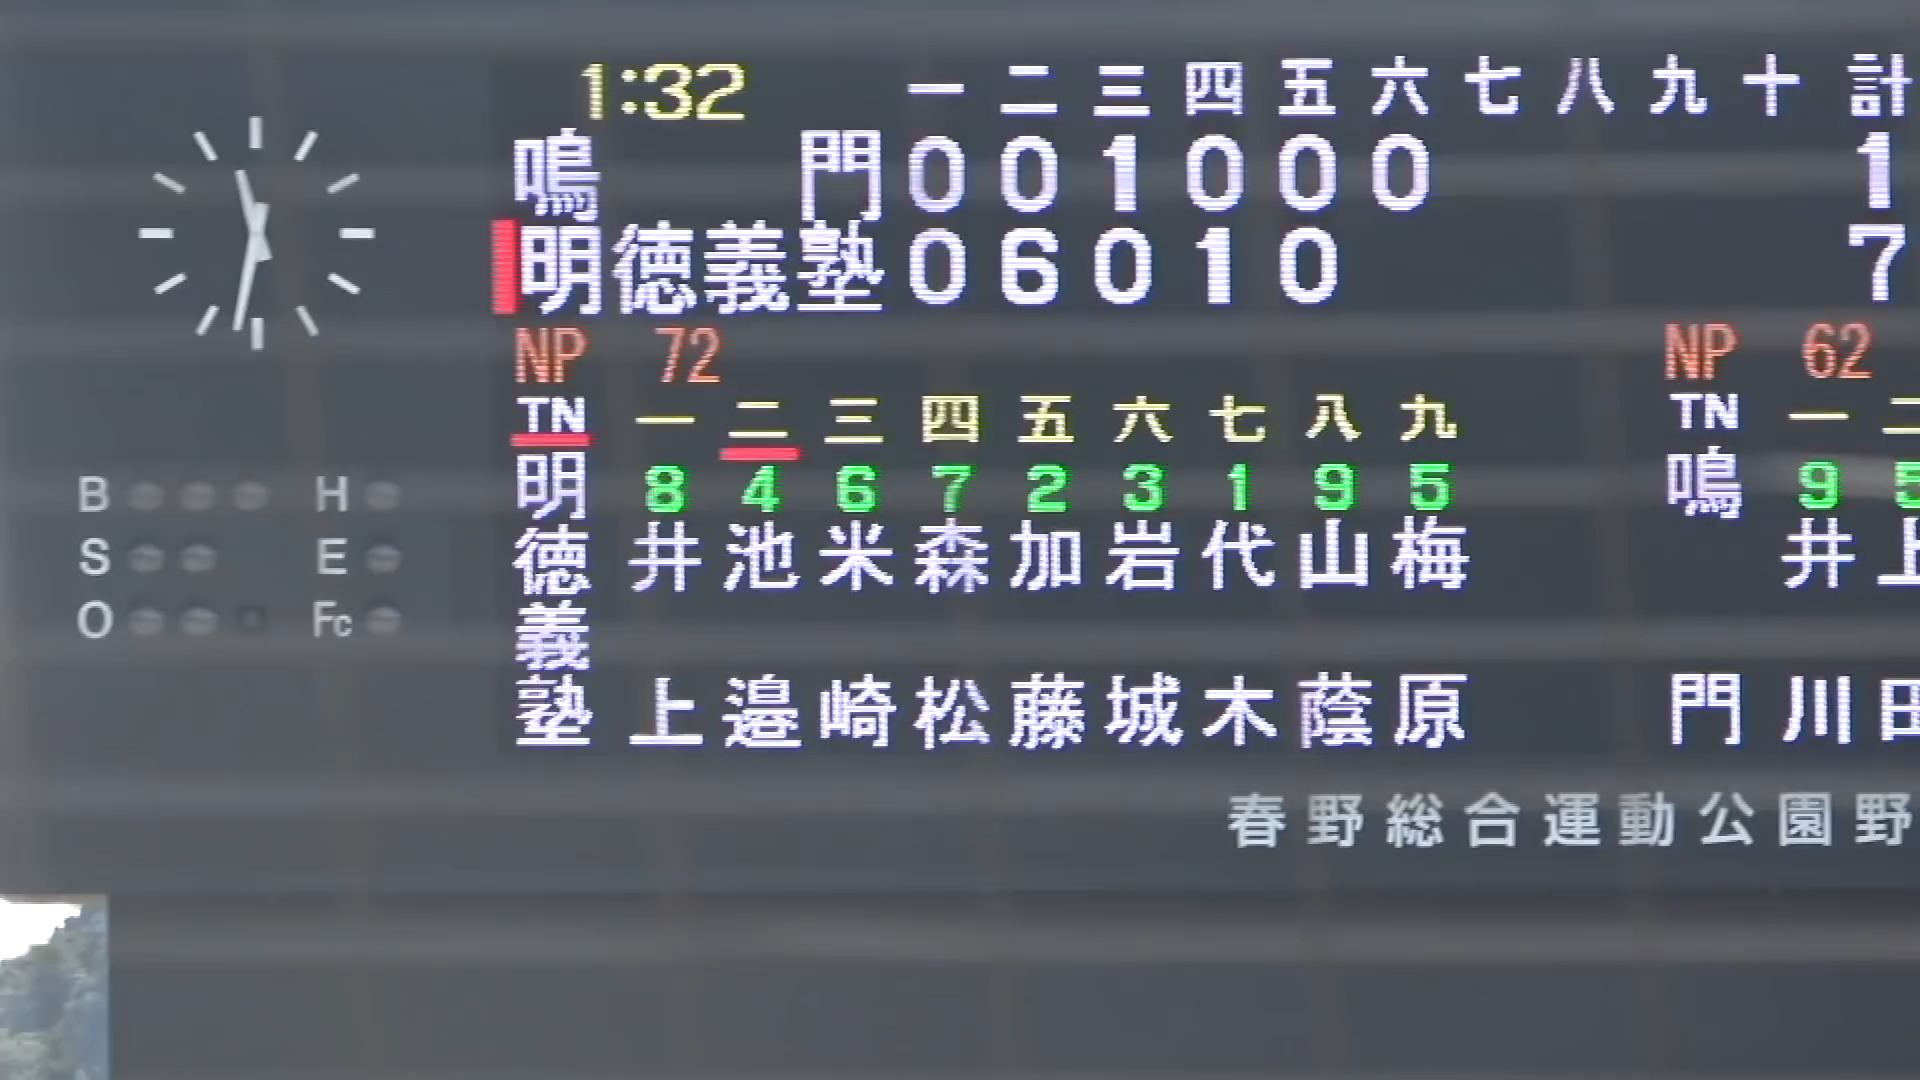 1:32 一 二 三 四 五 六 七 八 九 十 計
鳴門 0 0 1 0 0 0 1
明徳義塾 0 6 0 1 0 7
NP 72 NP 62
TN 一 二 三 四 五 六 七 八 九 TN 一 二
明徳義塾 8 4 6 7 2 3 1 9 5 鳴門 9 5
井上 池邉 米崎 森松 加藤 岩城 代木 山蔭 梅原 井川 上田
B H
S E
O Fc
春野総合運動公園野